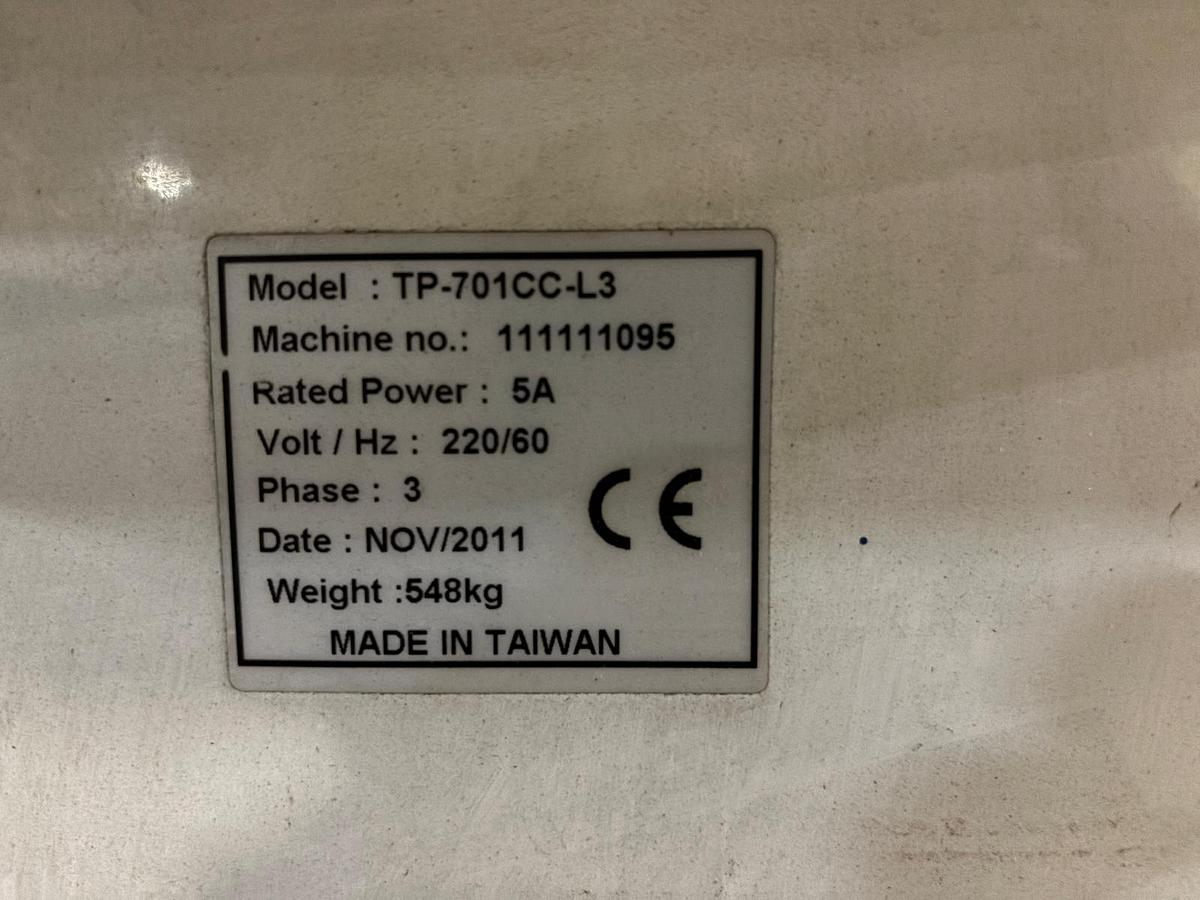 Model : TP-701CC-L3
Machine no.: 111111095
Rated Power : 5A
Volt / Hz : 220/60
Phase : 3
CE
Date : NOV/2011
Weight :548kg
MADE IN TAIWAN